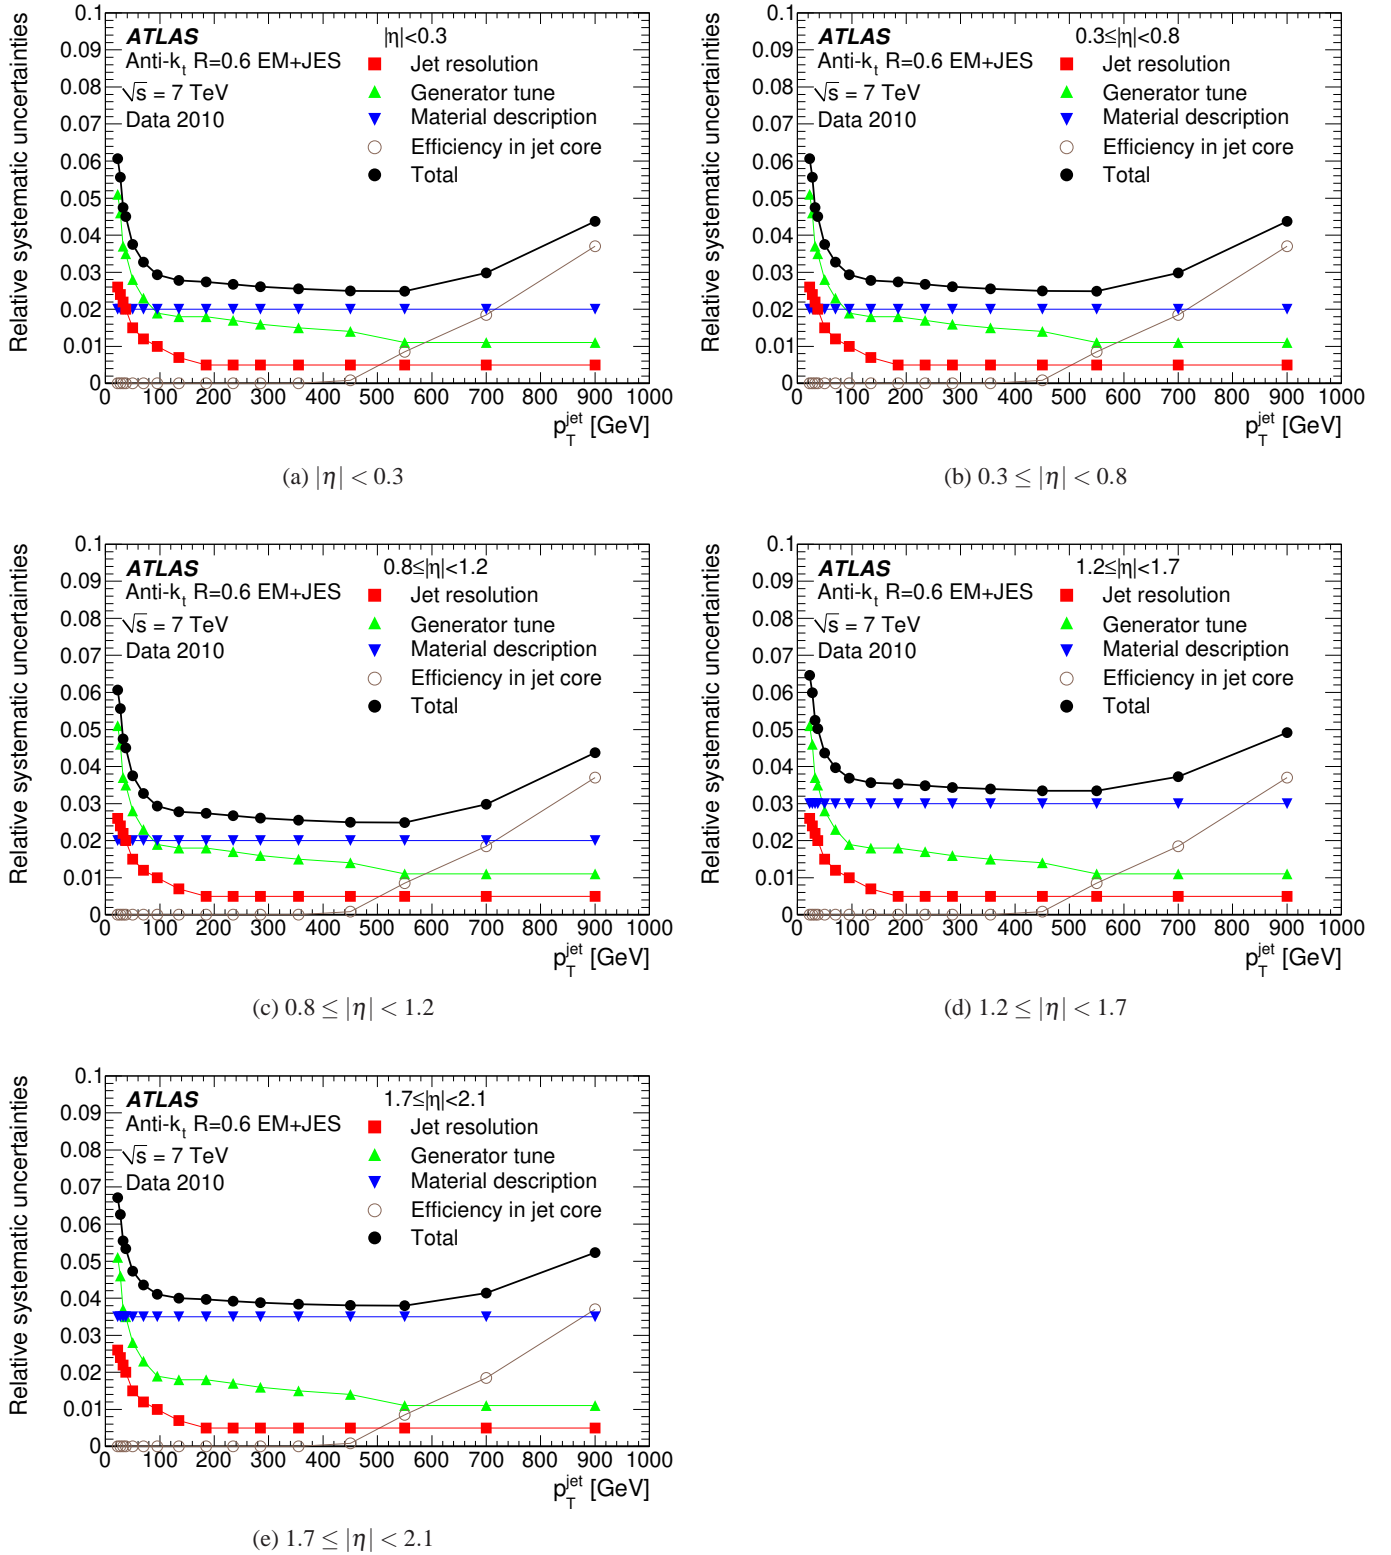 Relative systematic uncertainties
0.1
0.09
0.08
0.07
0.06
0.05
0.04
0.03
0.02
0.01
0
ATLAS
|η|<0.3
Anti-k_t R=0.6 EM+JES
√s = 7 TeV
Data 2010
Jet resolution
Generator tune
Material description
Efficiency in jet core
Total
0 100 200 300 400 500 600 700 800 900 1000
p_T^jet [GeV]
(a) |η| < 0.3
Relative systematic uncertainties
0.1
0.09
0.08
0.07
0.06
0.05
0.04
0.03
0.02
0.01
0
ATLAS
0.3≤|η|<0.8
Anti-k_t R=0.6 EM+JES
√s = 7 TeV
Data 2010
Jet resolution
Generator tune
Material description
Efficiency in jet core
Total
0 100 200 300 400 500 600 700 800 900 1000
p_T^jet [GeV]
(b) 0.3 ≤ |η| < 0.8
Relative systematic uncertainties
0.1
0.09
0.08
0.07
0.06
0.05
0.04
0.03
0.02
0.01
0
ATLAS
0.8≤|η|<1.2
Anti-k_t R=0.6 EM+JES
√s = 7 TeV
Data 2010
Jet resolution
Generator tune
Material description
Efficiency in jet core
Total
0 100 200 300 400 500 600 700 800 900 1000
p_T^jet [GeV]
(c) 0.8 ≤ |η| < 1.2
Relative systematic uncertainties
0.1
0.09
0.08
0.07
0.06
0.05
0.04
0.03
0.02
0.01
0
ATLAS
1.2≤|η|<1.7
Anti-k_t R=0.6 EM+JES
√s = 7 TeV
Data 2010
Jet resolution
Generator tune
Material description
Efficiency in jet core
Total
0 100 200 300 400 500 600 700 800 900 1000
p_T^jet [GeV]
(d) 1.2 ≤ |η| < 1.7
Relative systematic uncertainties
0.1
0.09
0.08
0.07
0.06
0.05
0.04
0.03
0.02
0.01
0
ATLAS
1.7≤|η|<2.1
Anti-k_t R=0.6 EM+JES
√s = 7 TeV
Data 2010
Jet resolution
Generator tune
Material description
Efficiency in jet core
Total
0 100 200 300 400 500 600 700 800 900 1000
p_T^jet [GeV]
(e) 1.7 ≤ |η| < 2.1